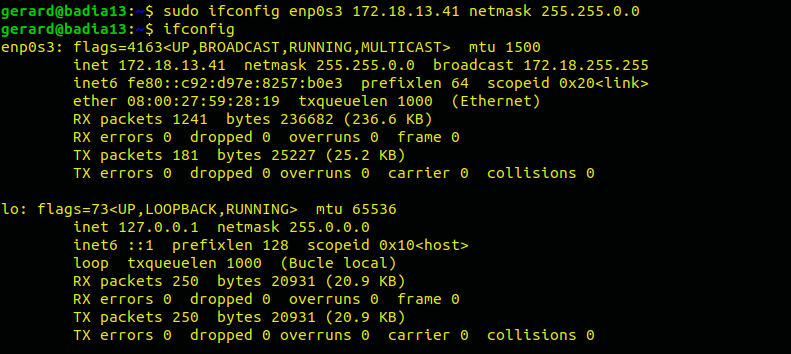 gerard@badia13:~$ sudo ifconfig enp0s3 172.18.13.41 netmask 255.255.0.0
gerard@badia13:~$ ifconfig
enp0s3: flags=4163<UP,BROADCAST,RUNNING,MULTICAST>  mtu 1500
        inet 172.18.13.41  netmask 255.255.0.0  broadcast 172.18.255.255
        inet6 fe80::c92:d97e:8257:b0e3  prefixlen 64  scopeid 0x20<link>
        ether 08:00:27:59:28:19  txqueuelen 1000  (Ethernet)
        RX packets 1241  bytes 236682 (236.6 KB)
        RX errors 0  dropped 0  overruns 0  frame 0
        TX packets 181  bytes 25227 (25.2 KB)
        TX errors 0  dropped 0 overruns 0  carrier 0  collisions 0

lo: flags=73<UP,LOOPBACK,RUNNING>  mtu 65536
        inet 127.0.0.1  netmask 255.0.0.0
        inet6 ::1  prefixlen 128  scopeid 0x10<host>
        loop  txqueuelen 1000  (Bucle local)
        RX packets 250  bytes 20931 (20.9 KB)
        RX errors 0  dropped 0  overruns 0  frame 0
        TX packets 250  bytes 20931 (20.9 KB)
        TX errors 0  dropped 0 overruns 0  carrier 0  collisions 0